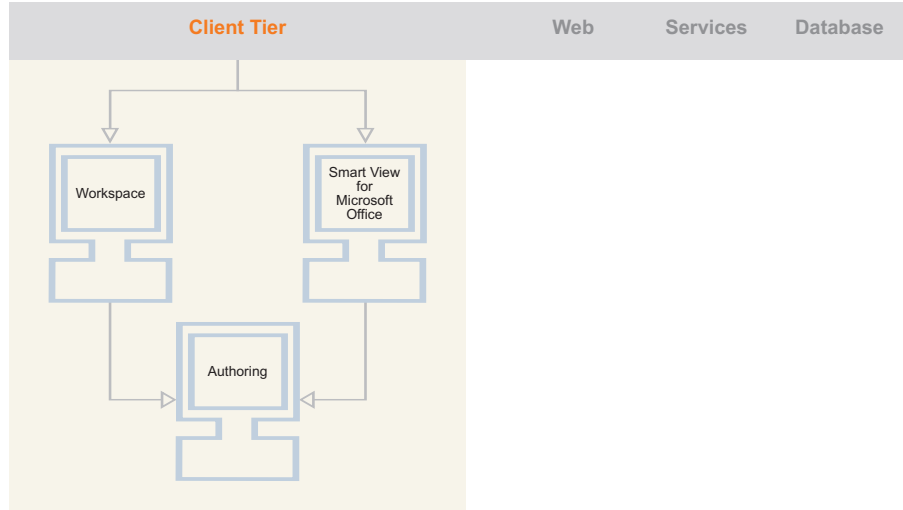 Client Tier
Web
Services
Database
Workspace
Smart View
for
Microsoft
Office
Authoring